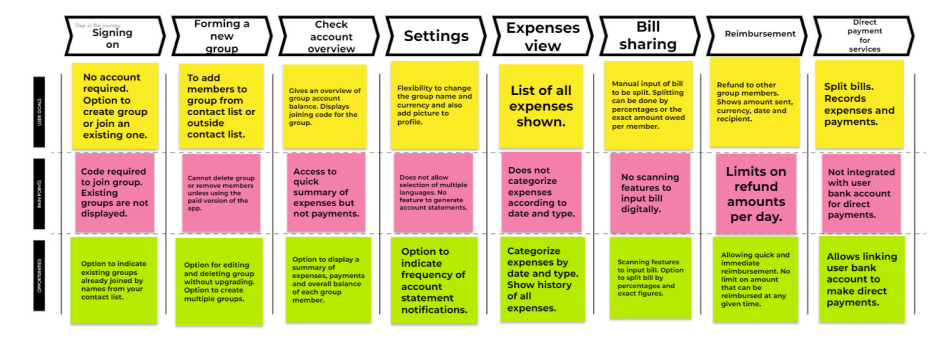 Step in the journey
Signing
on
Forming a
new
group
Check
account
overview
Settings
Expenses
view
Bill
sharing
Reimbursement
Direct
payment
for
services
USER GOALS
No account
required.
Option to
create group
or join an
existing one.
To add
members to
group from
contact list or
outside
contact list.
Gives an overview of
group account
balance. Displays
joining code for the
group.
Flexibility to change
the group name and
currency and also
add picture to
profile.
List of all
expenses
shown.
Manual input of bill
to be split. Splitting
can be done by
percentages or the
exact amount owed
per member.
Refund to other
group members.
Shows amount sent,
currency, date and
recipient.
Split bills.
Records
expenses and
payments.
PAIN POINTS
Code required
to join group.
Existing
groups are not
displayed.
Cannot delete group
or remove members
unless using the
paid version of the
app.
Access to
quick
summary of
expenses but
not payments.
Does not allow
selection of multiple
languages. No
feature to generate
account statements.
Does not
categorize
expenses
according to
date and type.
No scanning
features to
input bill
digitally.
Limits on
refund
amounts
per day.
Not integrated
with user
bank account
for direct
payments.
OPPORTUNITIES
Option to indicate
existing groups
already joined by
names from your
contact list.
Option for editing
and deleting group
without upgrading.
Option to create
multiple groups.
Option to display a
summary of
expenses, payments
and overall balance
of each group
member.
Option to
indicate
frequency of
account
statement
notifications.
Categorize
expenses by
date and type.
Show history
of all
expenses.
Scanning features
to input bill. Option
to split bill by
percentages and
exact figures.
Allowing quick and
immediate
reimbursement. No
limit on amount
that can be
reimbursed at any
given time.
Allows linking
user bank
account to
make direct
payments.